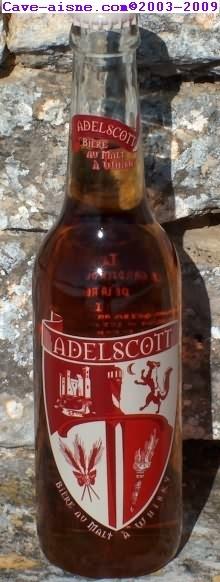 Cave-aisne.com©2003-2009
ADELSCOTT
BIÈRE
AU MALT
À WHISKY
ADELSCOTT
BIÈRE AU MALT À WHISKY